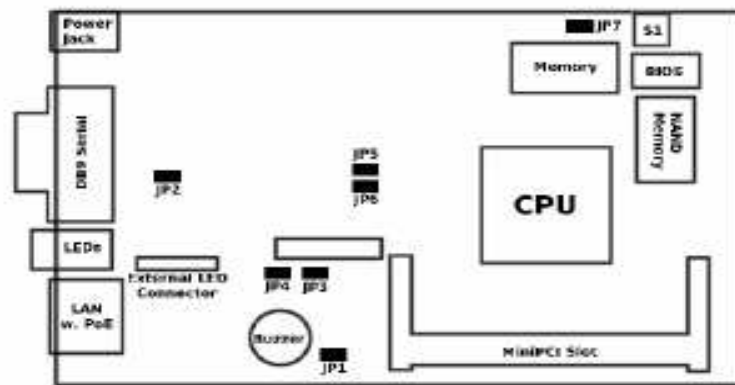 Power
Jack
JP7
S1
Memory
BIOS
NAND
Memory
DB9 Serial
JP2
JP5
JP6
CPU
LEDs
External LED
Connector
JP4
JP3
LAN
w. PoE
Buzzer
JP1
MiniPCI Slot